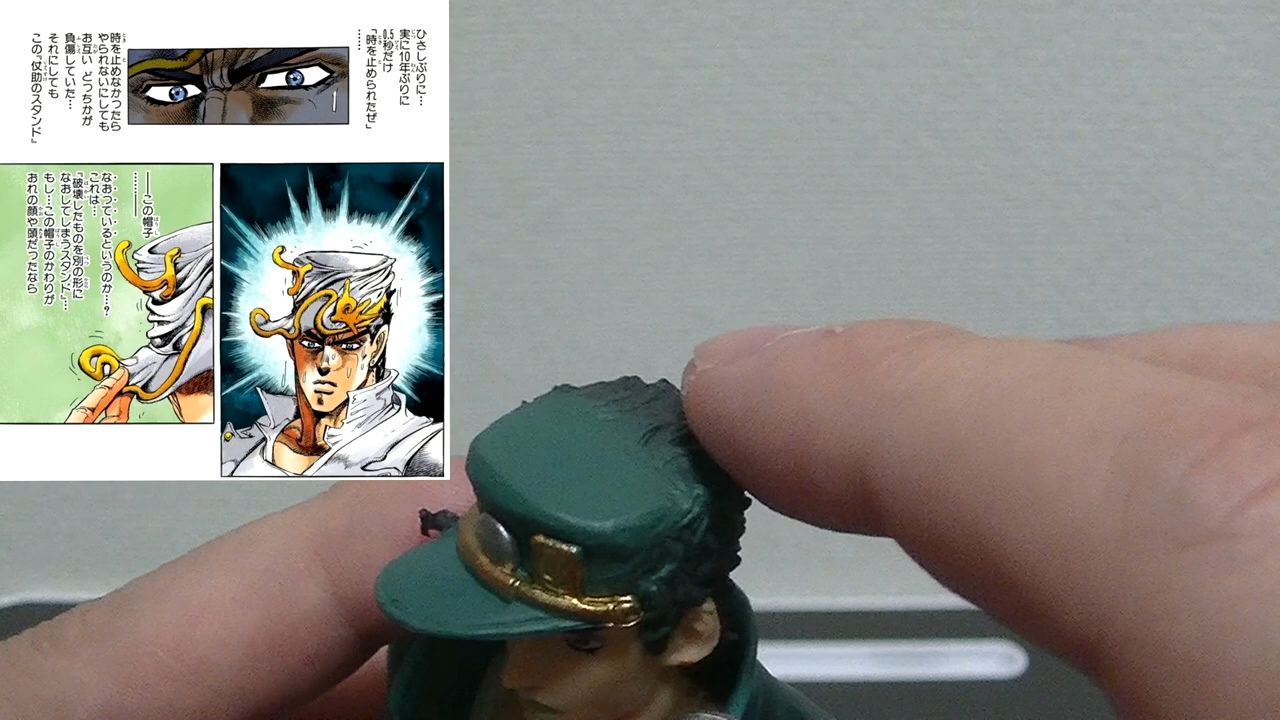 ひさしぶりに…
実に10年ぶりに
0.5秒だけ
『時を止められたぜ』
……
時を止めなかったら
やられないにしても
お互い どっちかが
負傷していた…
それにしても
この『仗助のスタンド』
──この帽子
………
なおっているというのか…?
これは…
『破壊したものを別の形に
なおしてしまうスタンド』…
もし…この帽子のかわりが
おれの顔や頭だったなら